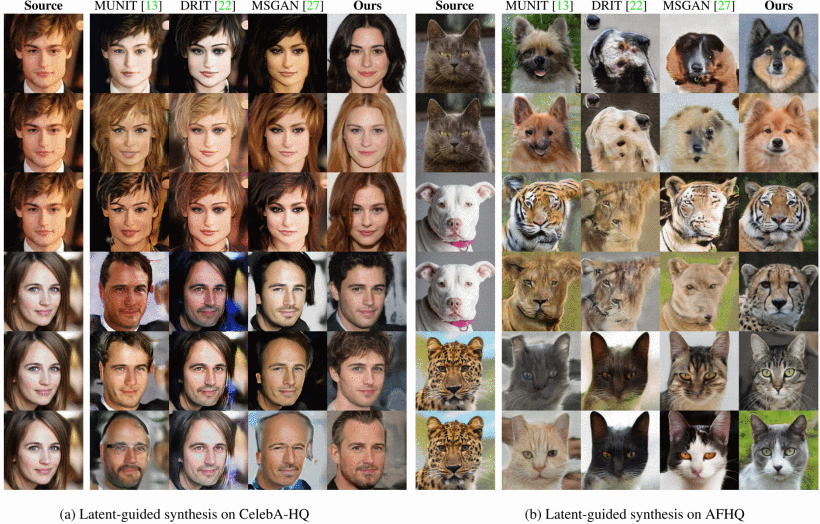 Source MUNIT [13] DRIT [22] MSGAN [27] Ours Source MUNIT [13] DRIT [22] MSGAN [27] Ours
(a) Latent-guided synthesis on CelebA-HQ (b) Latent-guided synthesis on AFHQ